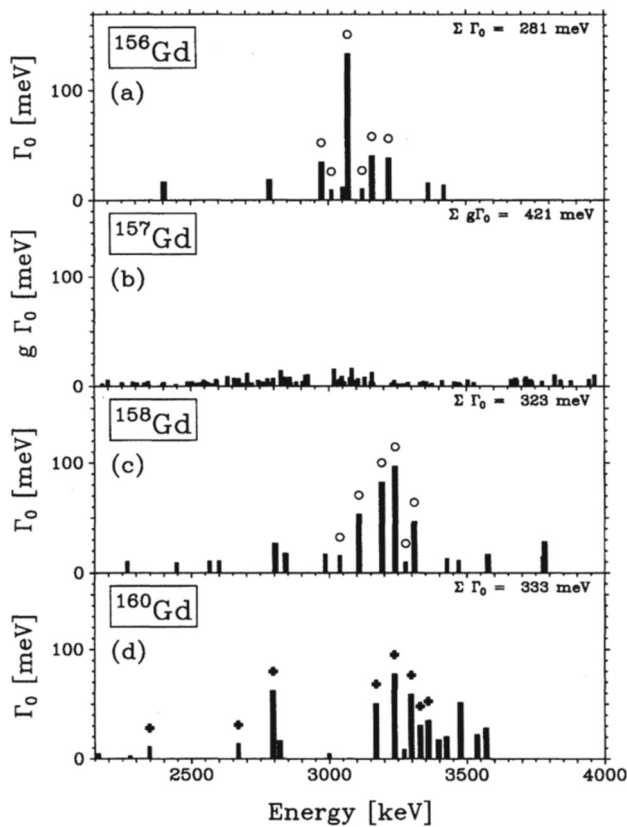 156Gd
Σ Γ0 = 281 meV
(a)
100
0
Γ0 [meV]
157Gd
Σ gΓ0 = 421 meV
(b)
100
0
g Γ0 [meV]
158Gd
Σ Γ0 = 323 meV
(c)
100
0
Γ0 [meV]
160Gd
Σ Γ0 = 333 meV
(d)
100
0
Γ0 [meV]
2500 3000 3500 4000
Energy [keV]